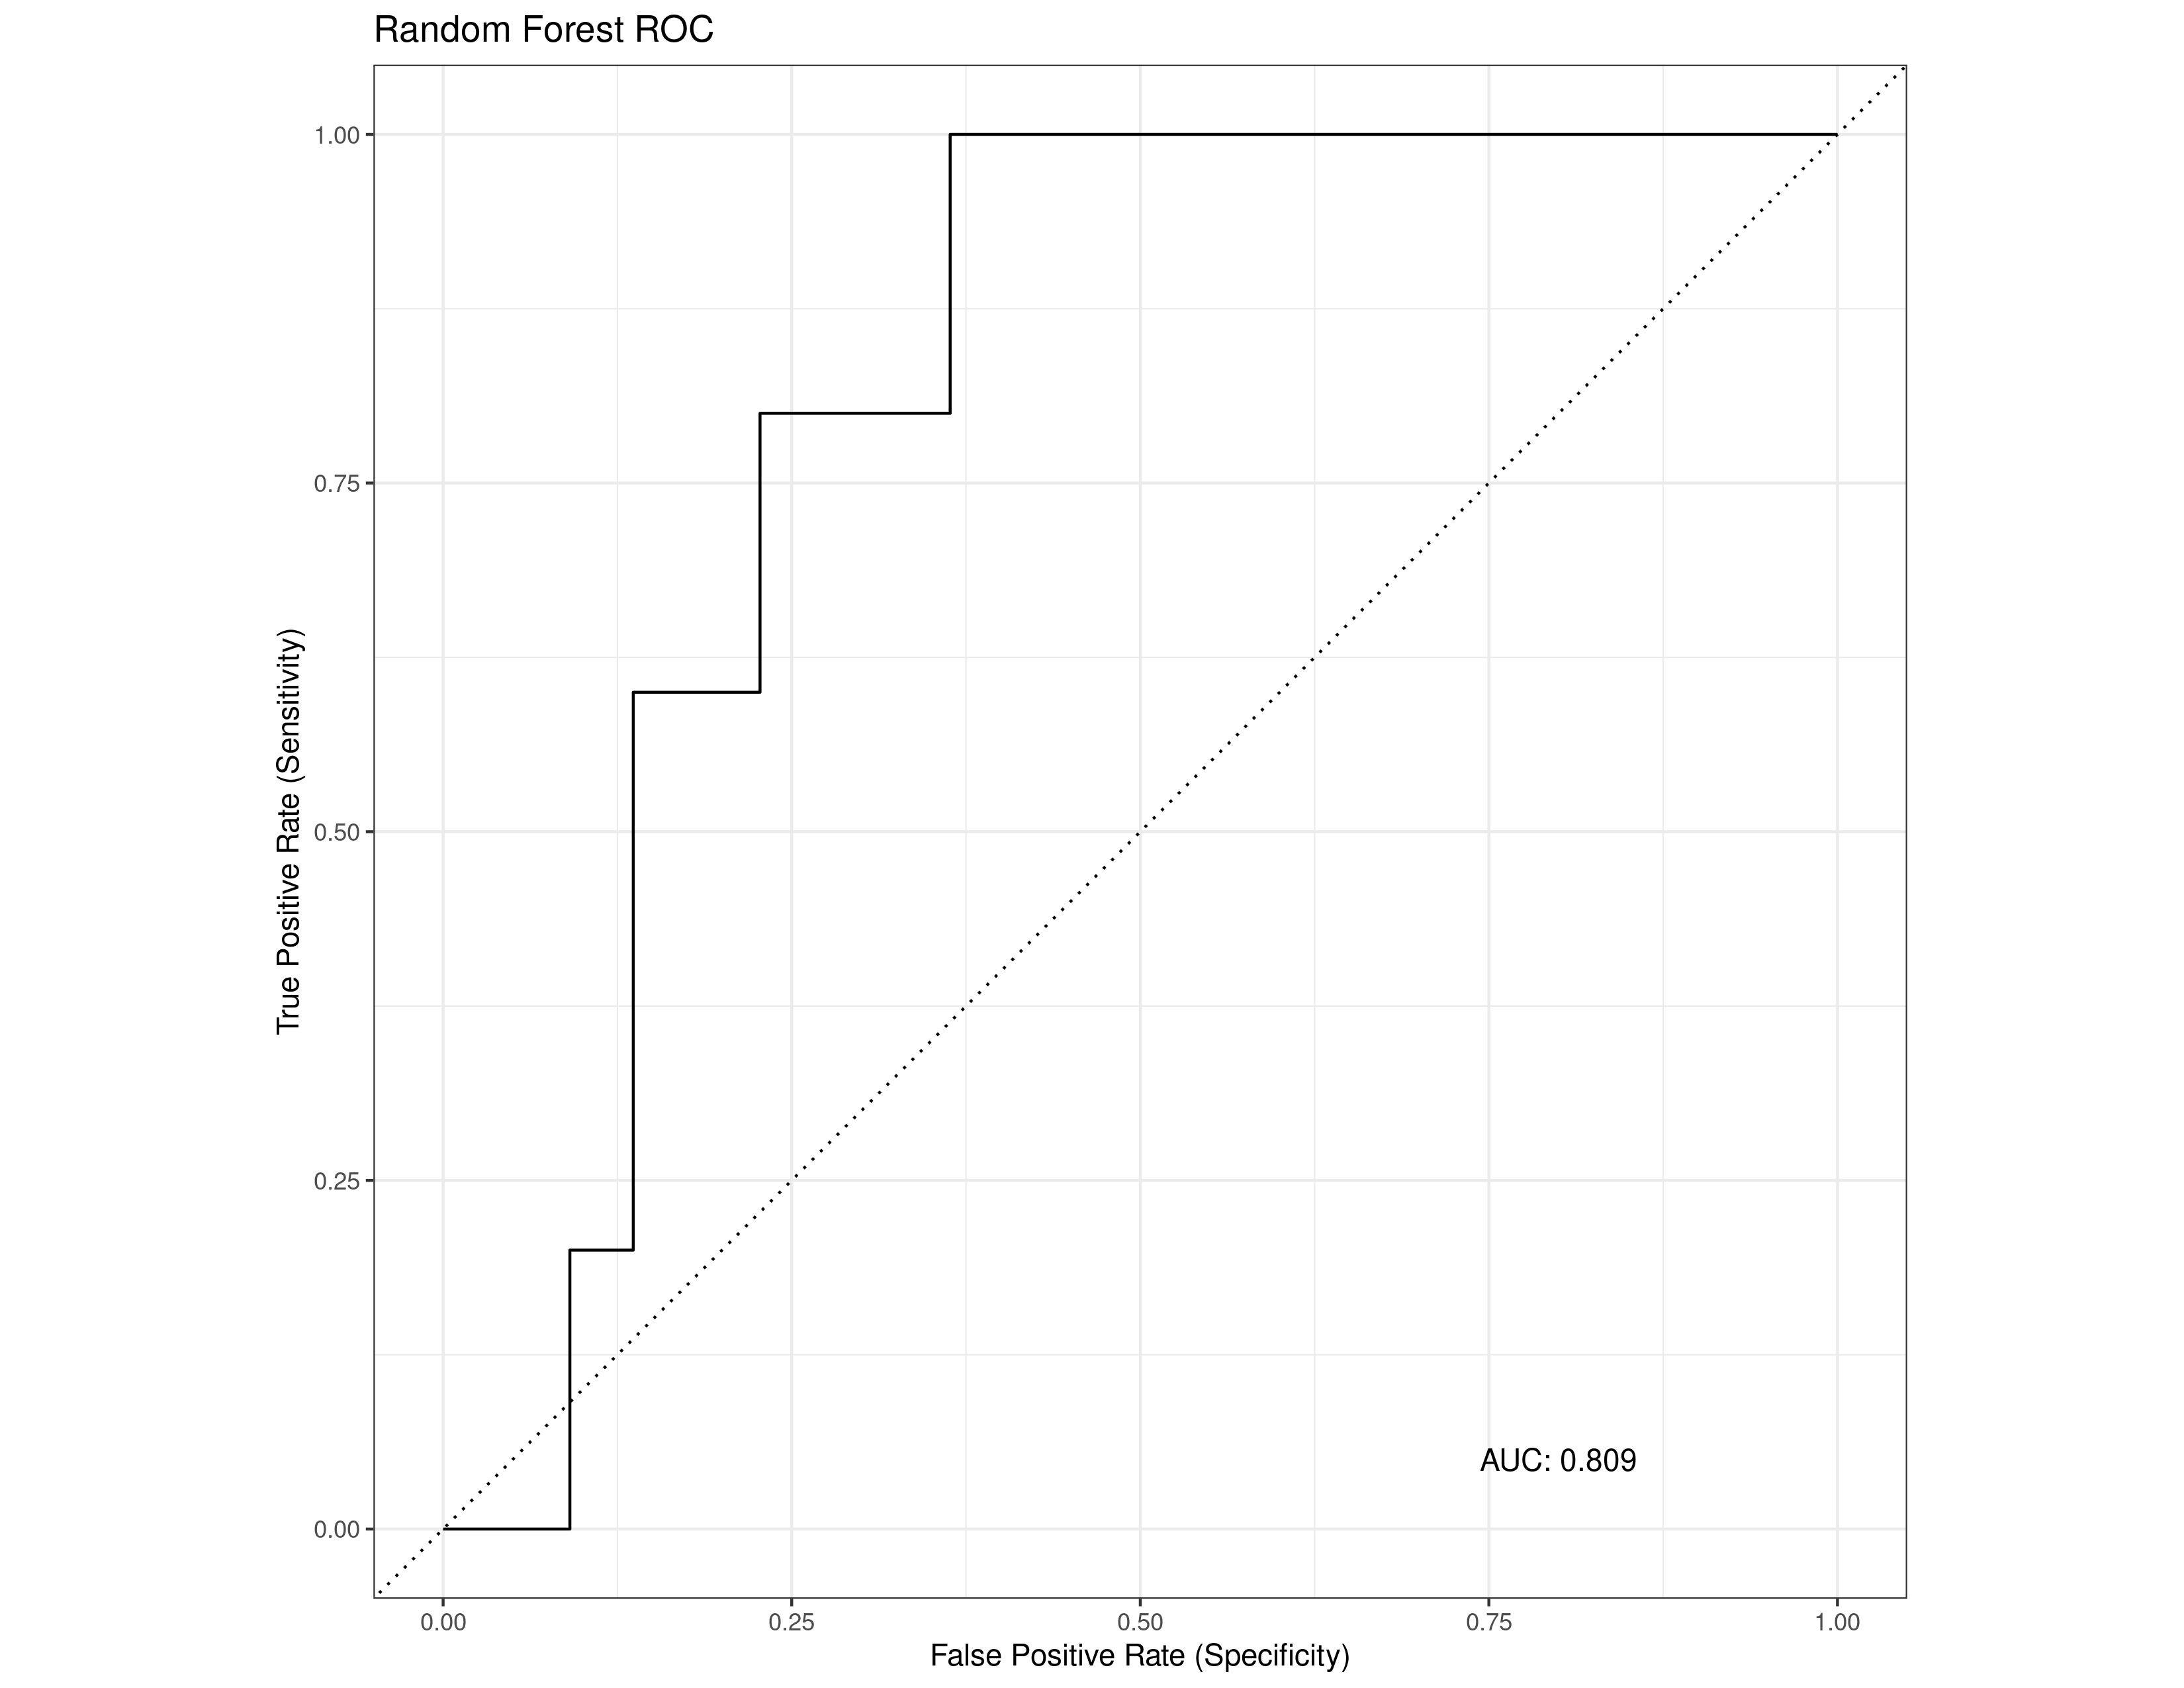 Random Forest ROC
True Positive Rate (Sensitivity)
1.00
0.75
0.50
0.25
0.00
AUC: 0.809
0.00 0.25 0.50 0.75 1.00
False Positive Rate (Specificity)